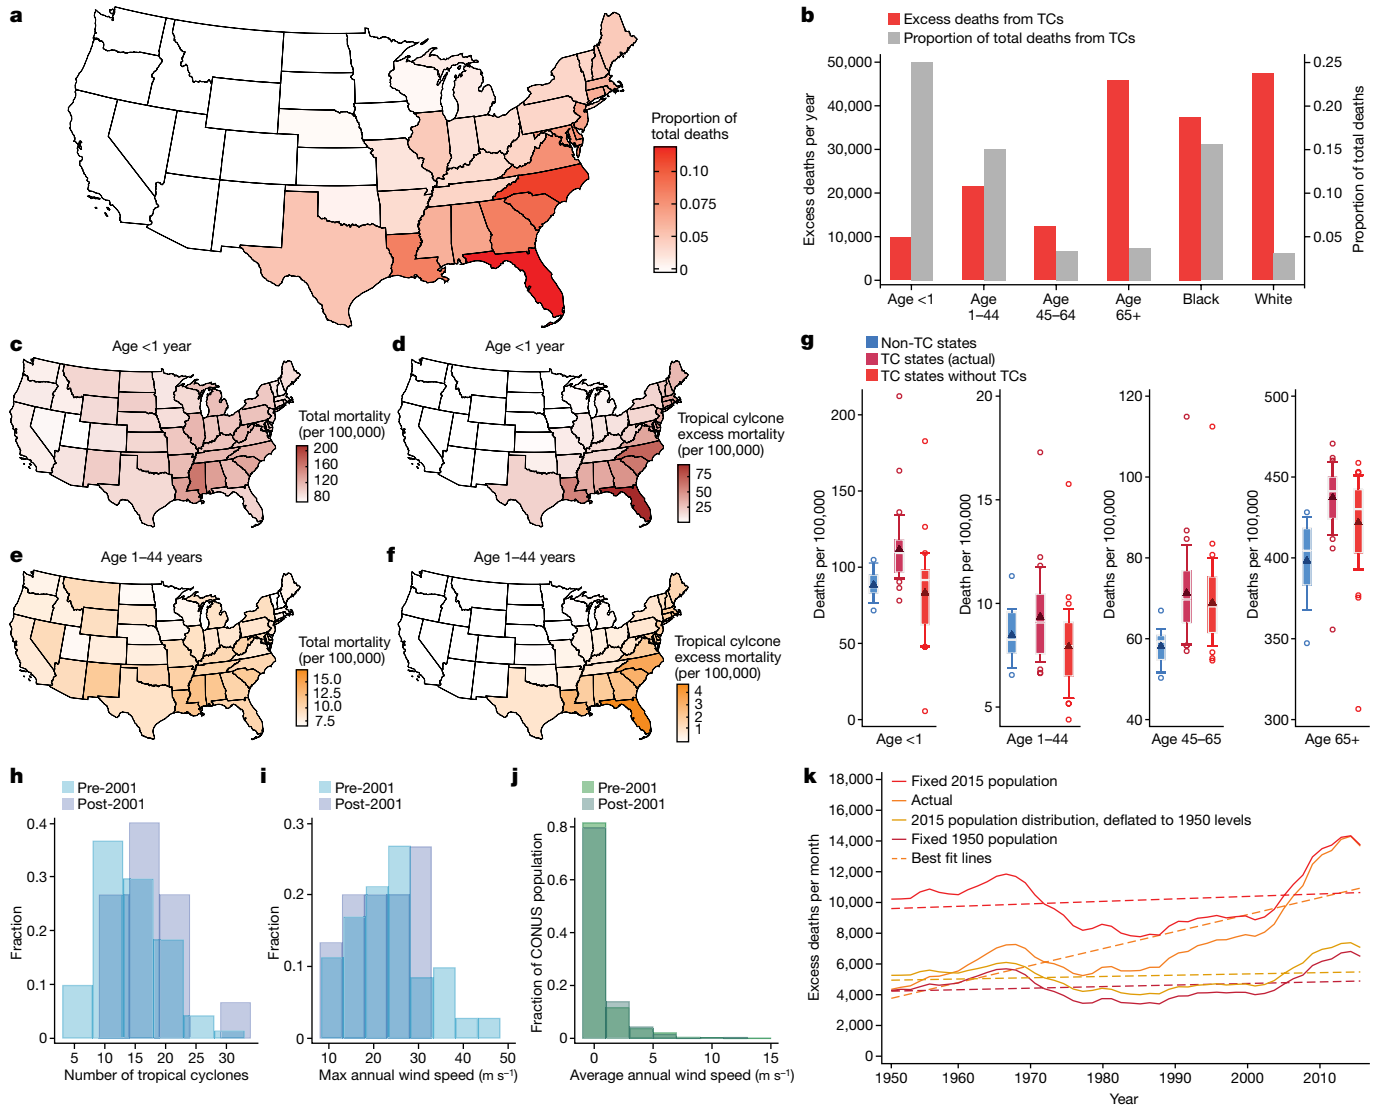 a
Proportion of
total deaths
0.10
0.075
0.05
0
b
Excess deaths from TCs
Proportion of total deaths from TCs
Excess deaths per year
50,000
40,000
30,000
20,000
10,000
0
0.25
0.20
0.15
0.10
0.05
Proportion of total deaths
Age <1
Age
1–44
Age
45–64
Age
65+
Black
White
c
Age <1 year
Total mortality
(per 100,000)
200
160
120
80
d
Age <1 year
Tropical cylcone
excess mortality
(per 100,000)
75
50
25
e
Age 1–44 years
Total mortality
(per 100,000)
15.0
12.5
10.0
7.5
f
Age 1–44 years
Tropical cylcone
excess mortality
(per 100,000)
4
3
2
1
g
Non-TC states
TC states (actual)
TC states without TCs
Deaths per 100,000
200
150
100
50
0
Age <1
Death per 100,000
20
15
10
5
Age 1–44
Deaths per 100,000
120
100
80
60
40
Age 45–65
Deaths per 100,000
500
450
400
350
300
Age 65+
h
Pre-2001
Post-2001
Fraction
0.4
0.3
0.2
0.1
0
5 10 15 20 25 30
Number of tropical cyclones
i
Pre-2001
Post-2001
Fraction
0.3
0.2
0.1
0
10 20 30 40 50
Max annual wind speed (m s⁻¹)
j
Pre-2001
Post-2001
Fraction of CONUS population
0.8
0.6
0.4
0.2
0
0 5 10 15
Average annual wind speed (m s⁻¹)
k
Fixed 2015 population
Actual
2015 population distribution, deflated to 1950 levels
Fixed 1950 population
Best fit lines
Excess deaths per month
18,000
16,000
14,000
12,000
10,000
8,000
6,000
4,000
2,000
0
1950 1960 1970 1980 1990 2000 2010
Year